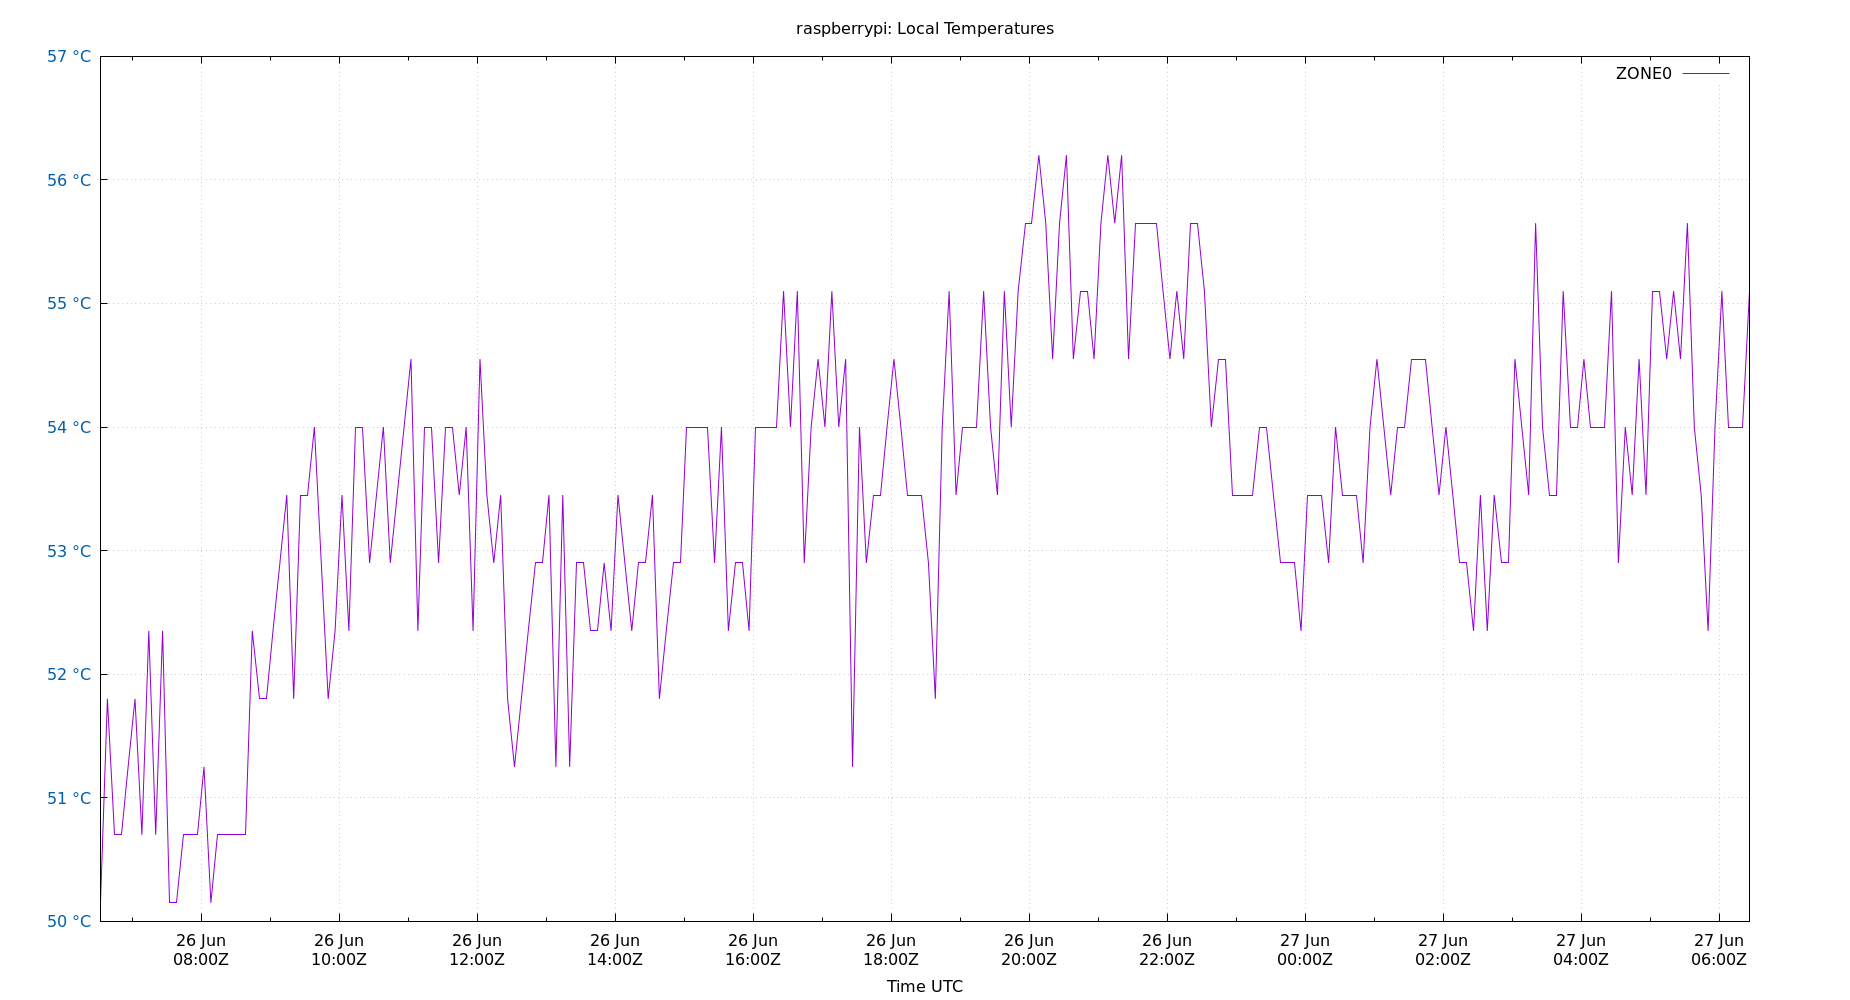 raspberrypi: Local Temperatures
57 °C
ZONE0
56 °C
55 °C
54 °C
53 °C
52 °C
51 °C
50 °C
26 Jun 26 Jun 26 Jun 26 Jun 26 Jun 26 Jun 26 Jun 26 Jun 27 Jun 27 Jun 27 Jun 27 Jun
08:00Z 10:00Z 12:00Z 14:00Z 16:00Z 18:00Z 20:00Z 22:00Z 00:00Z 02:00Z 04:00Z 06:00Z
Time UTC